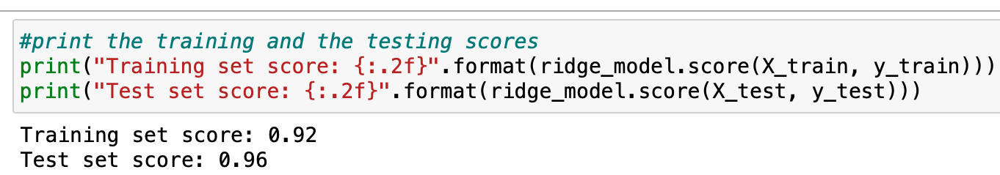 #print the training and the testing scores
print("Training set score: {:.2f}".format(ridge_model.score(X_train, y_train)))
print("Test set score: {:.2f}".format(ridge_model.score(X_test, y_test)))
Training set score: 0.92
Test set score: 0.96